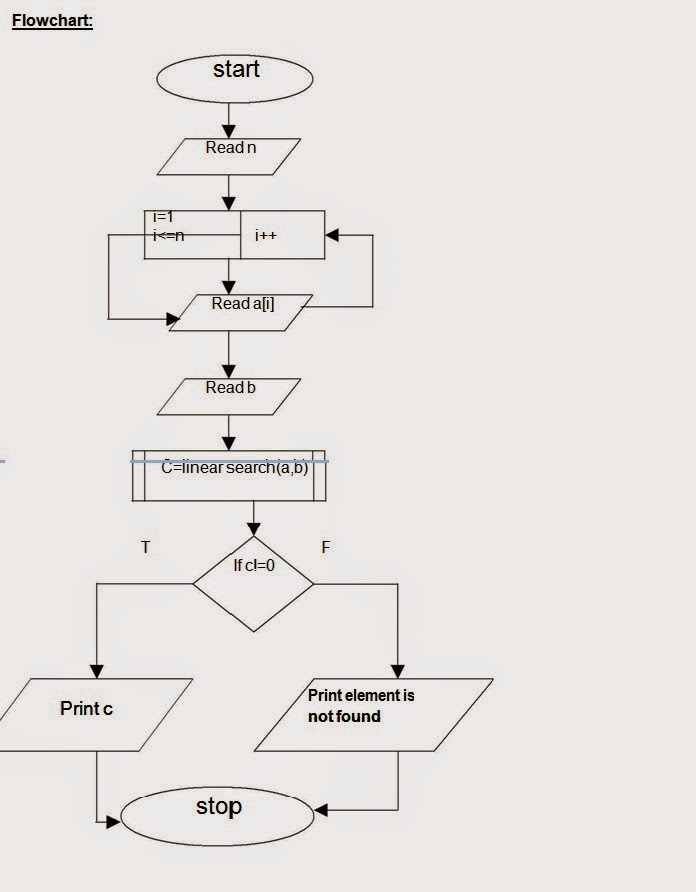 Flowchart:
start
Read n
i=1
i<=n
i++
Read a[i]
Read b
C=linear search(a,b)
T
F
If c!=0
Print c
Print element is
not found
stop